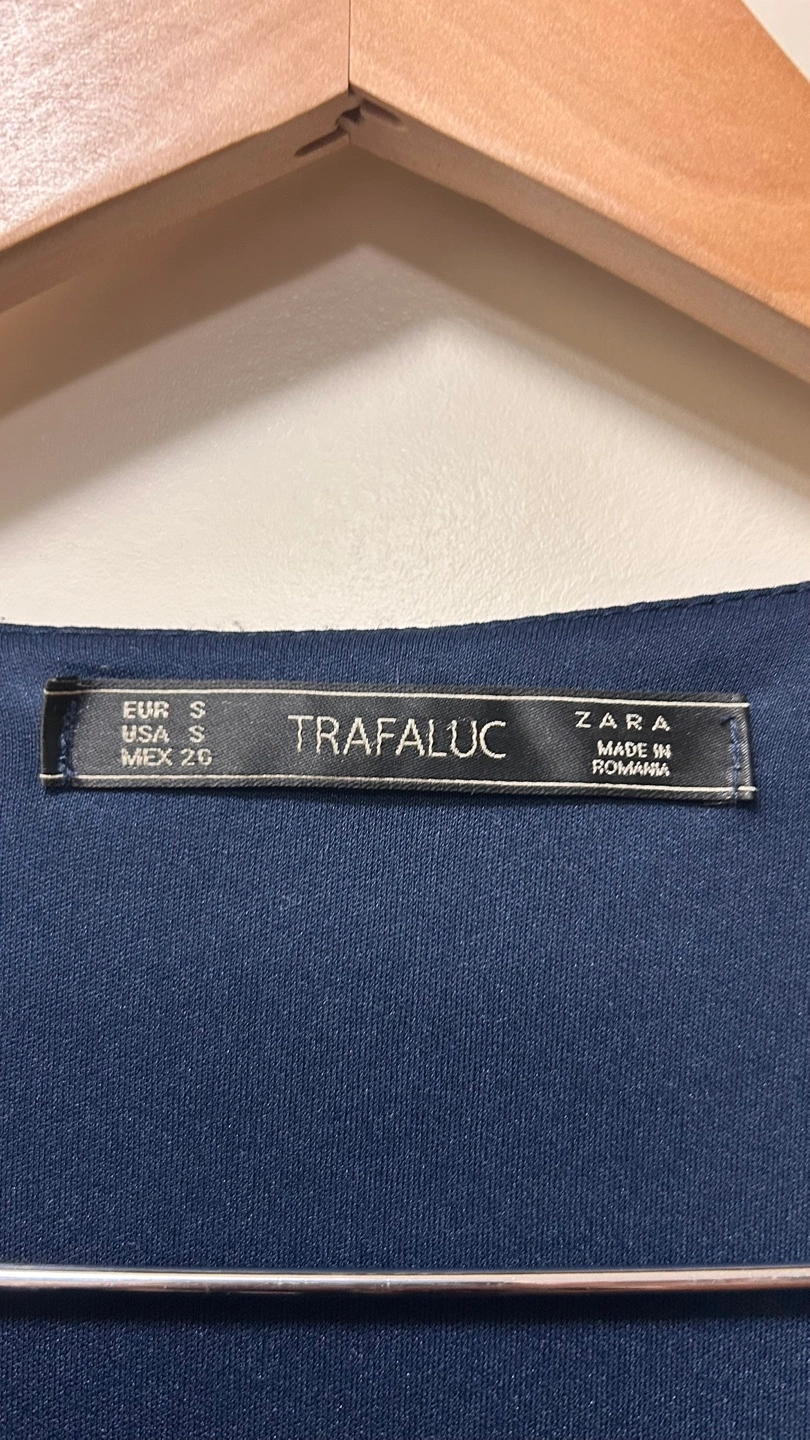 EUR S
USA S
MEX 26
TRAFALUC
ZARA
MADE IN
ROMANIA